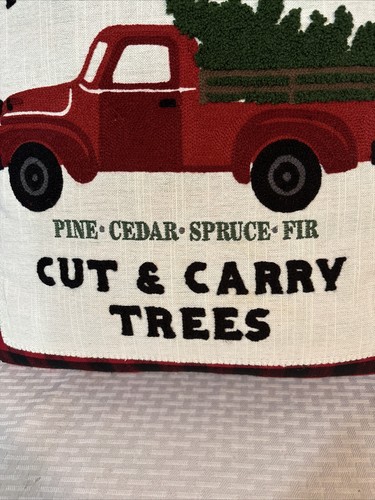 PINE • CEDAR • SPRUCE • FIR
CUT & CARRY
TREES